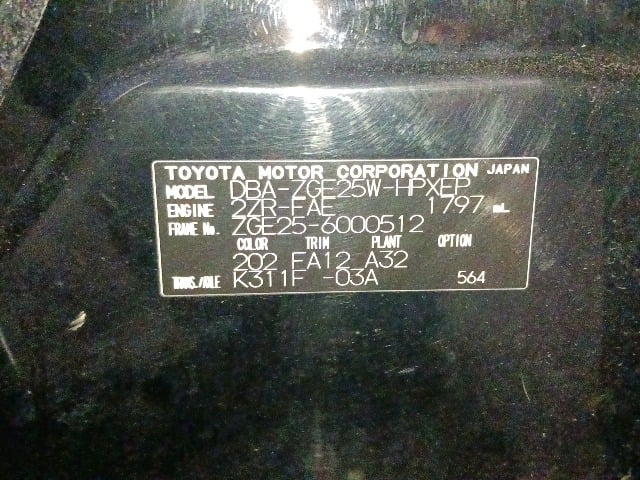 TOYOTA MOTOR CORPORATION JAPAN
MODEL DBA-ZGE25W-HPXEP
ENGINE 2ZR-FAE 1797 mL
FRAME No. ZGE25-6000512
COLOR TRIM PLANT OPTION
202 FA12 A32
TRANS./AXLE K311F -03A 564